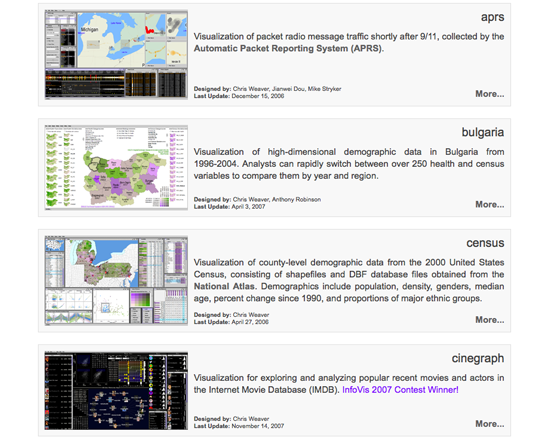 aprs
Michigan
Visualization of packet radio message traffic shortly after 9/11, collected by the
Automatic Packet Reporting System (APRS).
Designed by: Chris Weaver, Jianwei Dou, Mike Stryker
Last Update: December 15, 2006
More...
bulgaria
Visualization of high-dimensional demographic data in Bulgaria from
1996-2004. Analysts can rapidly switch between over 250 health and census
variables to compare them by year and region.
Designed by: Chris Weaver, Anthony Robinson
Last Update: April 3, 2007
More...
census
Visualization of county-level demographic data from the 2000 United States
Census, consisting of shapefiles and DBF database files obtained from the
National Atlas. Demographics include population, density, genders, median
age, percent change since 1990, and proportions of major ethnic groups.
Designed by: Chris Weaver
Last Update: April 27, 2006
More...
cinegraph
Visualization for exploring and analyzing popular recent movies and actors in
the Internet Movie Database (IMDB). InfoVis 2007 Contest Winner!
Designed by: Chris Weaver
Last Update: November 14, 2007
More...